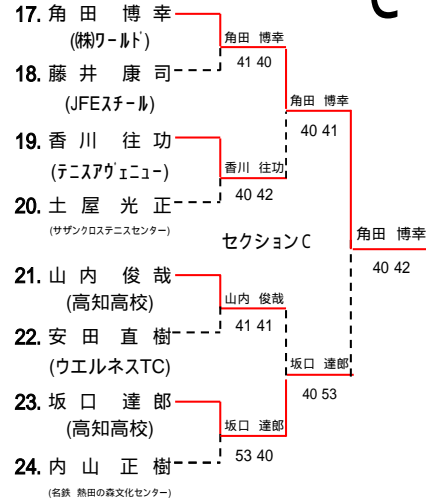 C
17. 角田 博幸
(㈱ワールド)
18. 藤井 康司
(JFEスチール)
19. 香川 往功
(テニスアヴェニュー)
20. 土屋 光正
(サザンクロステニスセンター)
21. 山内 俊哉
(高知高校)
22. 安田 直樹
(ウエルネスTC)
23. 坂口 達郎
(高知高校)
24. 内山 正樹
(名鉄 熱田の森文化センター)
角田 博幸
41 40
香川 往功
40 42
山内 俊哉
41 41
坂口 達郎
53 40
角田 博幸
40 41
坂口 達郎
40 53
セクションC
角田 博幸
40 42